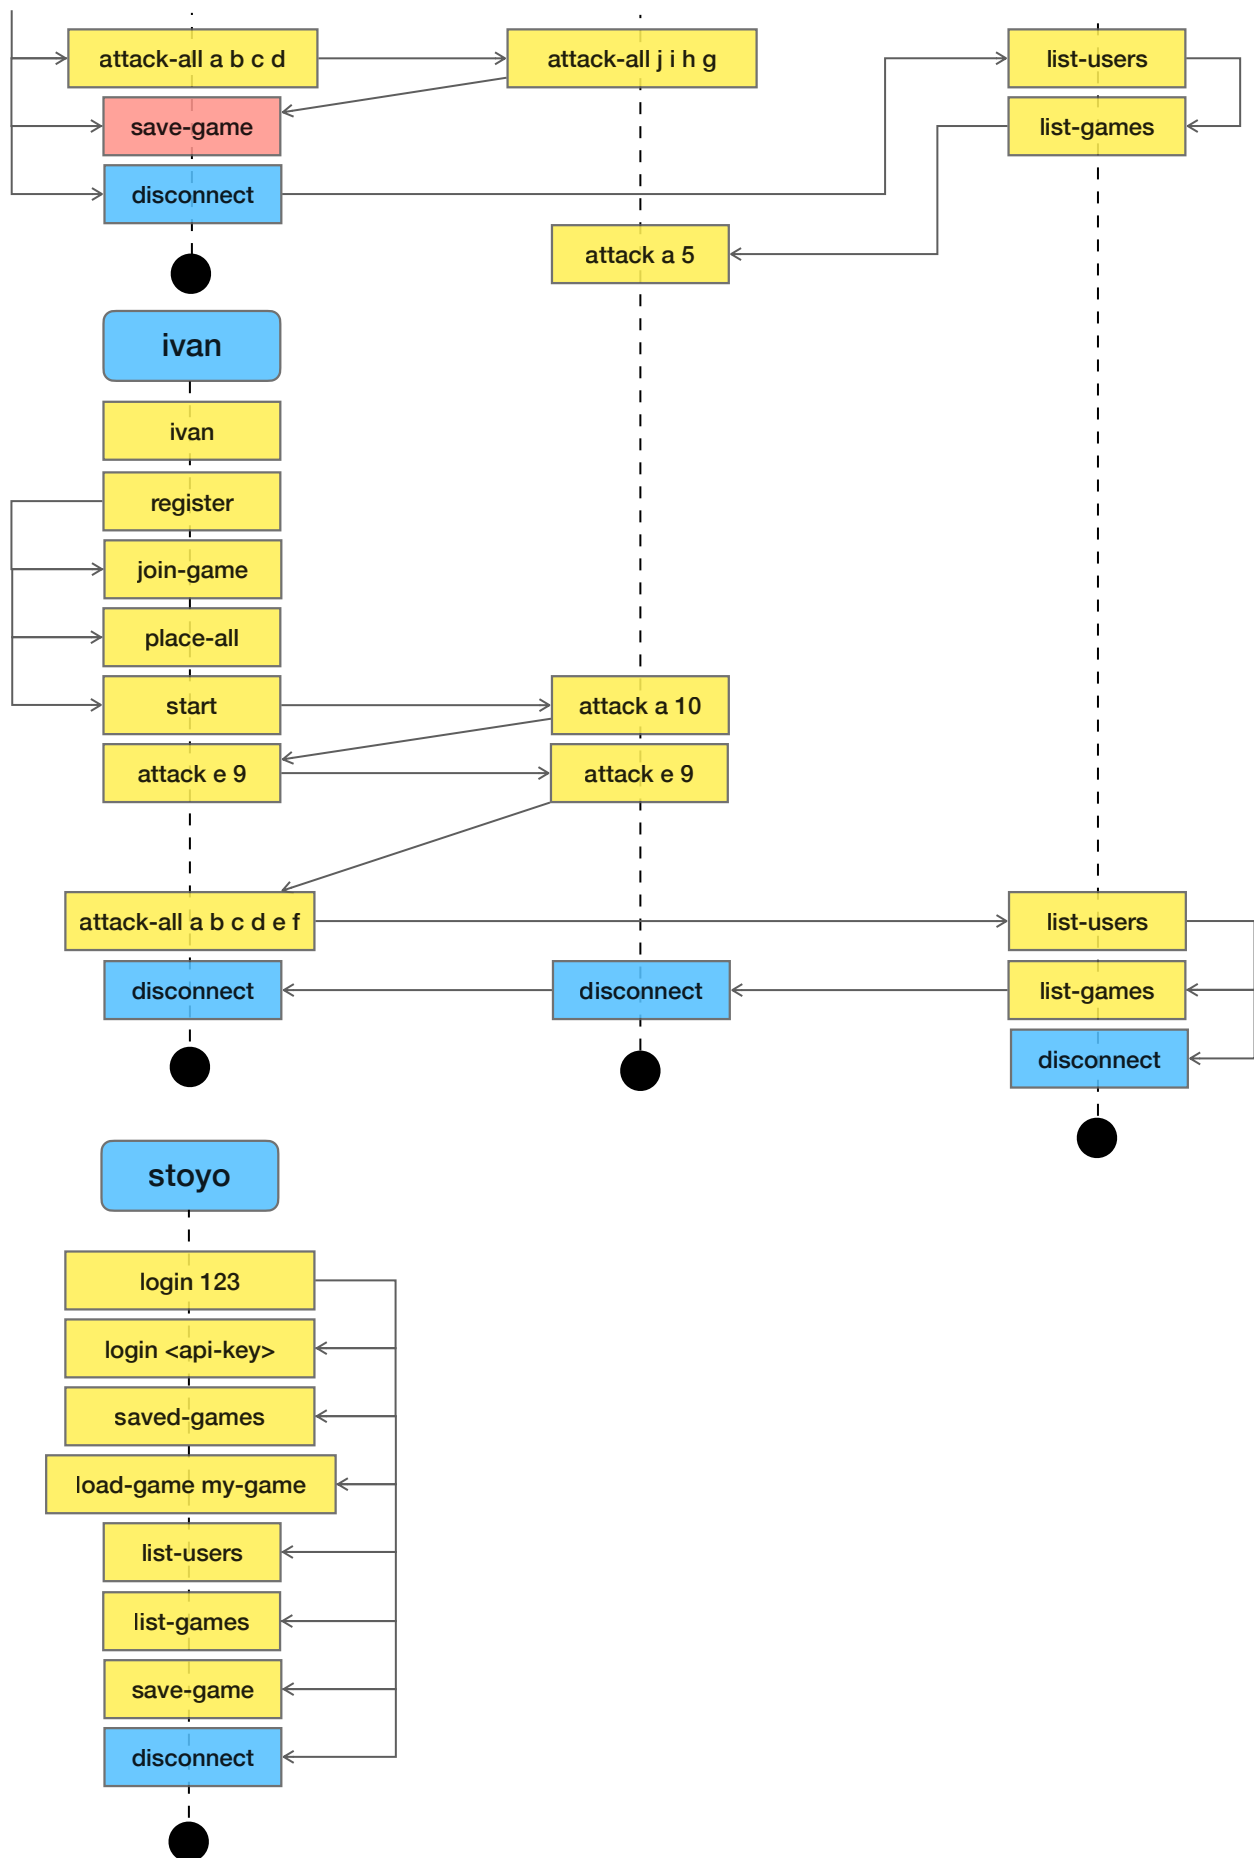 attack-all a b c d
attack-all j i h g
list-users
save-game
list-games
disconnect
attack a 5
ivan
ivan
register
join-game
place-all
start
attack a 10
attack e 9
attack e 9
attack-all a b c d e f
list-users
disconnect
disconnect
list-games
disconnect
stoyo
login 123
login <api-key>
saved-games
load-game my-game
list-users
list-games
save-game
disconnect